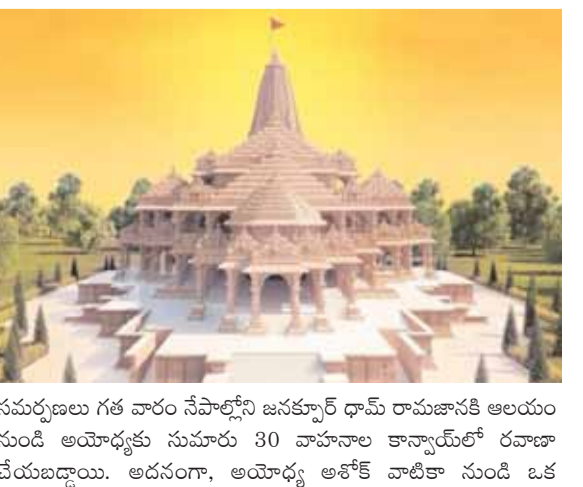 సమర్పణలు గత వారం నేపాల్లోని జనక్పూర్ ధామ్ రామజానకి ఆలయం
నుండి అయోధ్యకు సుమారు 30 వాహనాల కాన్వాయ్‌లో రవాణా
చేయబడ్డాయి. అదనంగా, అయోధ్య అశోక్ వాటికా నుండి ఒక